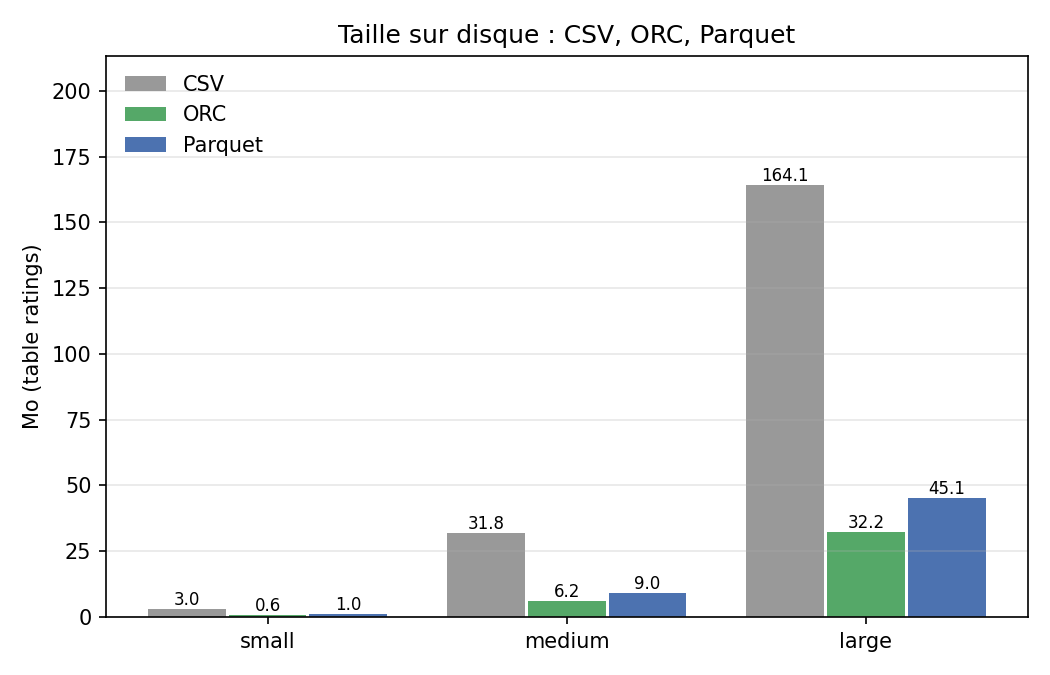 Taille sur disque : CSV, ORC, Parquet
CSV
ORC
Parquet
Mo (table ratings)
200
175
150
125
100
75
50
25
0
3.0
0.6
1.0
31.8
6.2
9.0
164.1
32.2
45.1
small
medium
large